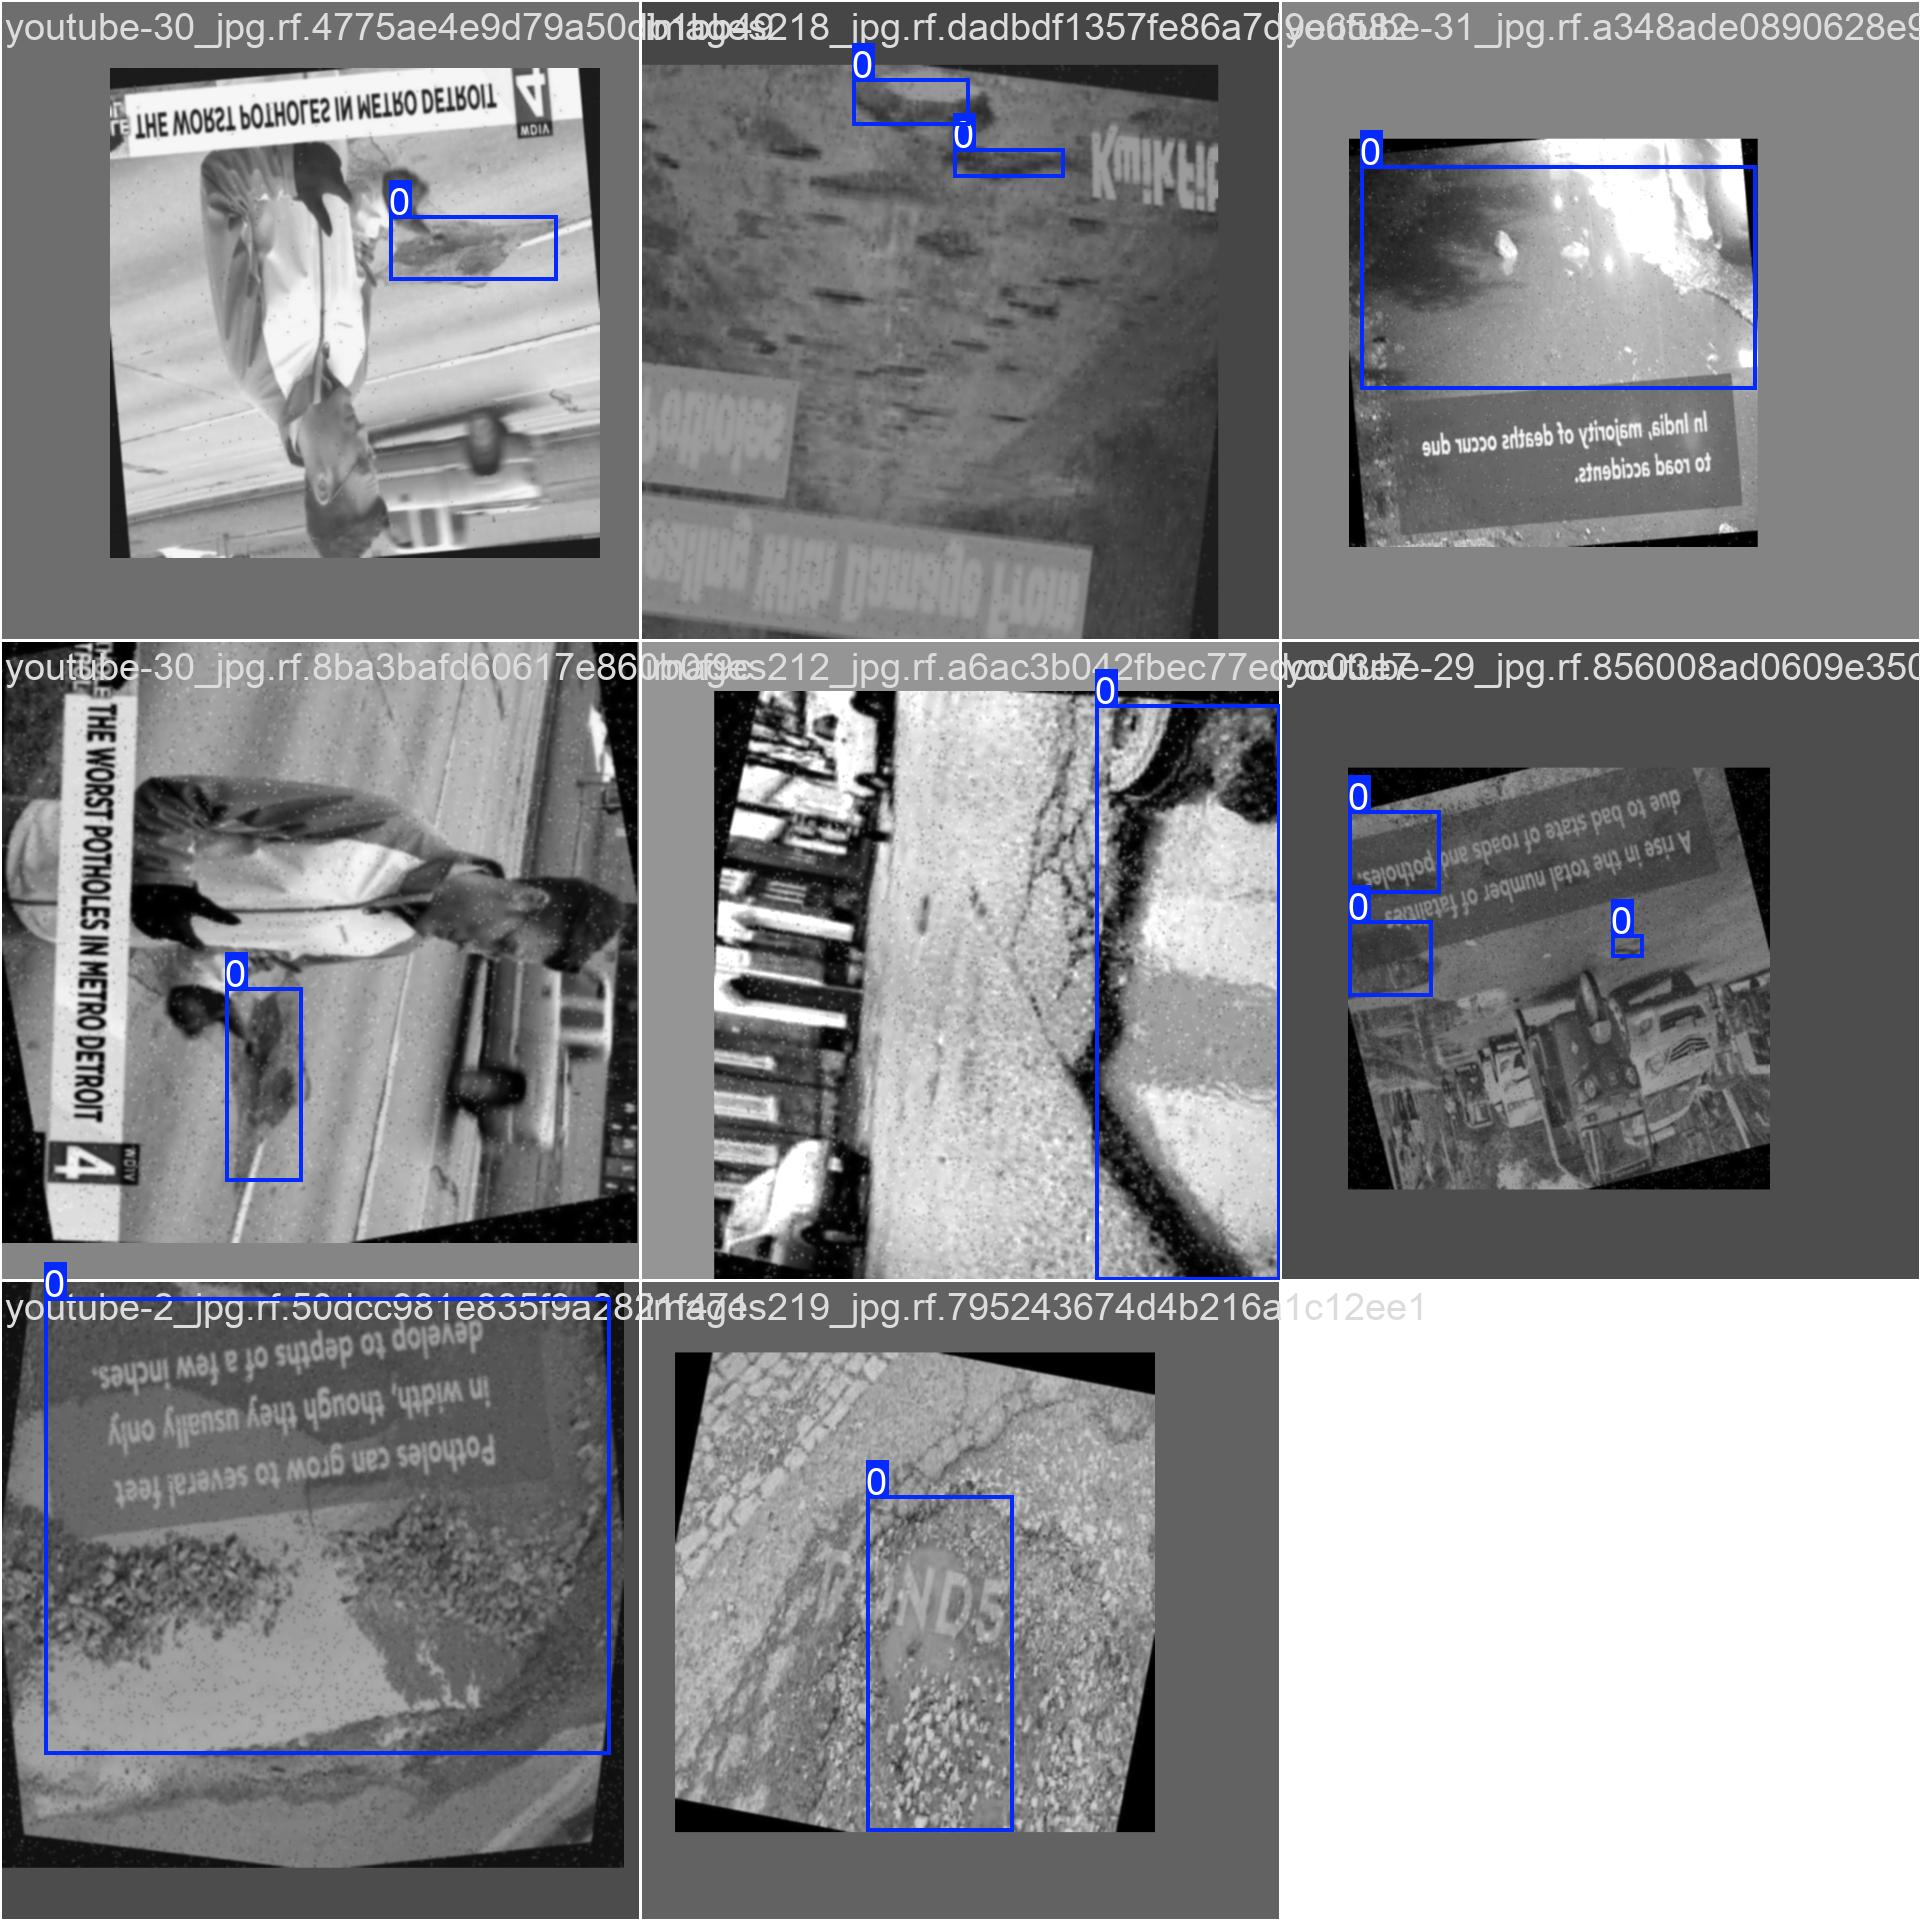 youtube-30_jpg.rf.4775ae4e9d79a50d
218_jpg.rf.dadbdf1357fe86a7d
youtube-31_jpg.rf.a348ade0890628e9
0
THE WORST POTHOLES IN METRO DETROIT
4
WDIV
0
0
0
In India, majority of deaths occur due
to road accidents.
youtube-30_jpg.rf.8ba3bafd60617e860
212_jpg.rf.a6ac3b042fbec77ed
youtube-29_jpg.rf.856008ad0609e350
0
THE WORST POTHOLES IN METRO DETROIT
4
WDIV
0
0
0
0
A rise in the total number of fatalities
due to bad state of roads and potholes.
0
youtube-2_jpg.rf.50dcc981e835f9a282
images219_jpg.rf.795243674d4b216a1c12ee1
Potholes can grow to several feet
in width, though they usually only
develop to depths of a few inches.
0